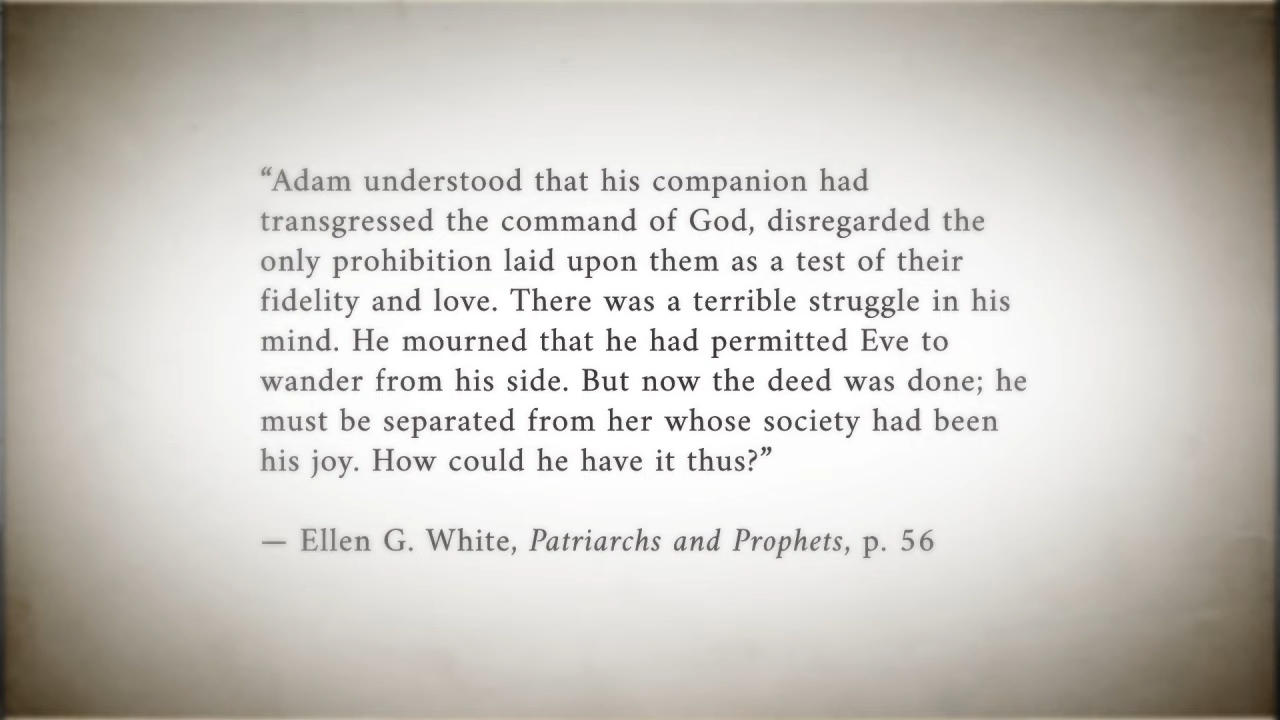 “Adam understood that his companion had
transgressed the command of God, disregarded the
only prohibition laid upon them as a test of their
fidelity and love. There was a terrible struggle in his
mind. He mourned that he had permitted Eve to
wander from his side. But now the deed was done; he
must be separated from her whose society had been
his joy. How could he have it thus?”
— Ellen G. White, Patriarchs and Prophets, p. 56